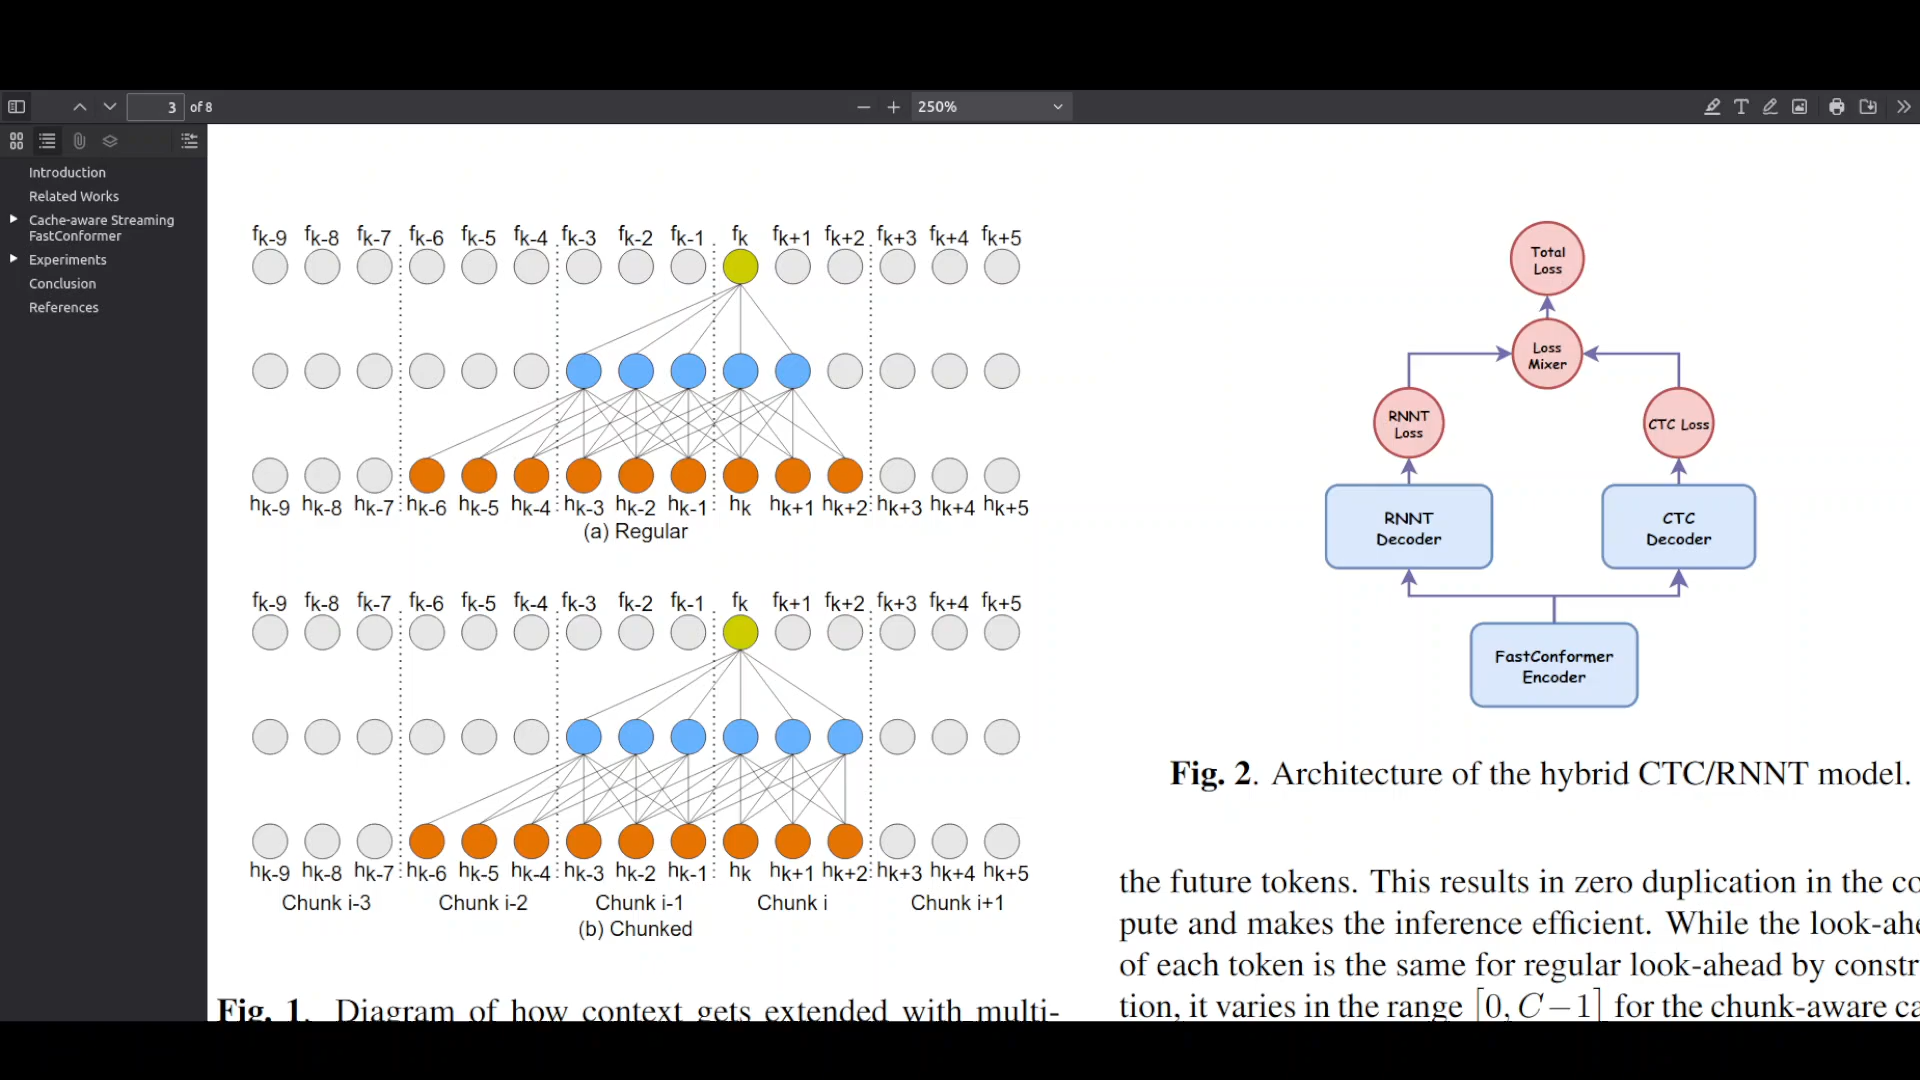 3 of 8
250%
Introduction
Related Works
Cache-aware Streaming
FastConformer
Experiments
Conclusion
References
fk-9 fk-8 fk-7 fk-6 fk-5 fk-4 fk-3 fk-2 fk-1 fk fk+1 fk+2 fk+3 fk+4 fk+5
hk-9 hk-8 hk-7 hk-6 hk-5 hk-4 hk-3 hk-2 hk-1 hk hk+1 hk+2 hk+3 hk+4 hk+5
(a) Regular
fk-9 fk-8 fk-7 fk-6 fk-5 fk-4 fk-3 fk-2 fk-1 fk fk+1 fk+2 fk+3 fk+4 fk+5
hk-9 hk-8 hk-7 hk-6 hk-5 hk-4 hk-3 hk-2 hk-1 hk hk+1 hk+2 hk+3 hk+4 hk+5
Chunk i-3 Chunk i-2 Chunk i-1 Chunk i Chunk i+1
(b) Chunked
Fig. 1. Diagram of how context gets extended with multi-
Total
Loss
Loss
Mixer
RNNT
Loss
CTC Loss
RNNT
Decoder
CTC
Decoder
FastConformer
Encoder
Fig. 2. Architecture of the hybrid CTC/RNNT model.
the future tokens. This results in zero duplication in the co
pute and makes the inference efficient. While the look-ahe
of each token is the same for regular look-ahead by constr
tion, it varies in the range [0, C−1] for the chunk-aware ca